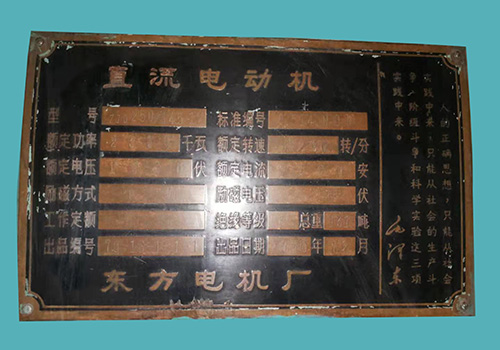 直流电动机
型 号 标准编号
额定功率 千瓦 额定转速 转/分
额定电压 伏 额定电流 安
励磁方式 励磁电压 伏
工作定额 绝缘等级 总重 吨
出品编号 出品日期 年 月
东方电机厂
正确思想,只能从社会
实践中来,只能从社会的生产斗
争、阶级斗争和科学实验这三项
实践中来。
毛泽东